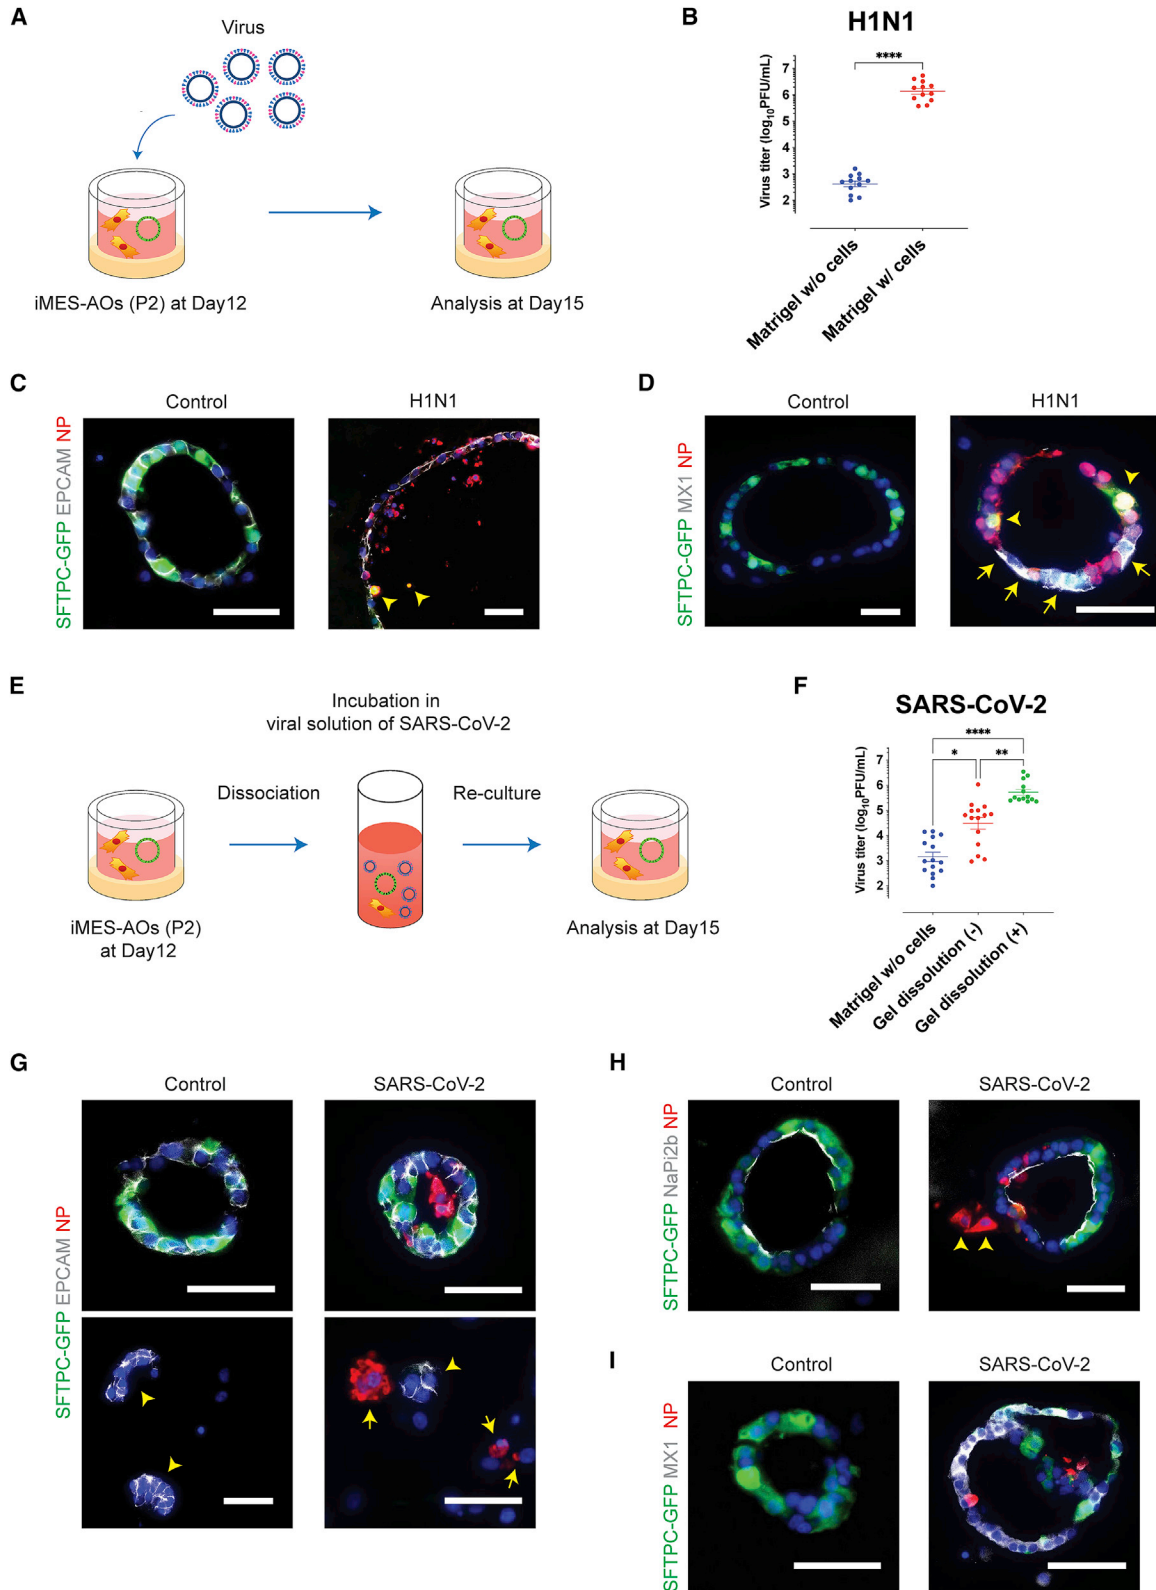 A
Virus
iMES-AOs (P2) at Day12
Analysis at Day15
B
H1N1
****
Virus titer (log10PFU/mL)
7
6
5
4
3
2
Matrigel w/o cells
Matrigel w/ cells
C
Control
H1N1
SFTPC-GFP EPCAM NP
D
Control
H1N1
SFTPC-GFP MX1 NP
E
Incubation in
viral solution of SARS-CoV-2
Dissociation
Re-culture
iMES-AOs (P2)
at Day12
Analysis at Day15
F
SARS-CoV-2
****
*
**
Virus titer (log10PFU/mL)
7
6
5
4
3
2
Matrigel w/o cells
Gel dissolution (-)
Gel dissolution (+)
G
Control
SARS-CoV-2
SFTPC-GFP EPCAM NP
H
Control
SARS-CoV-2
SFTPC-GFP NaPi2b NP
I
Control
SARS-CoV-2
SFTPC-GFP MX1 NP